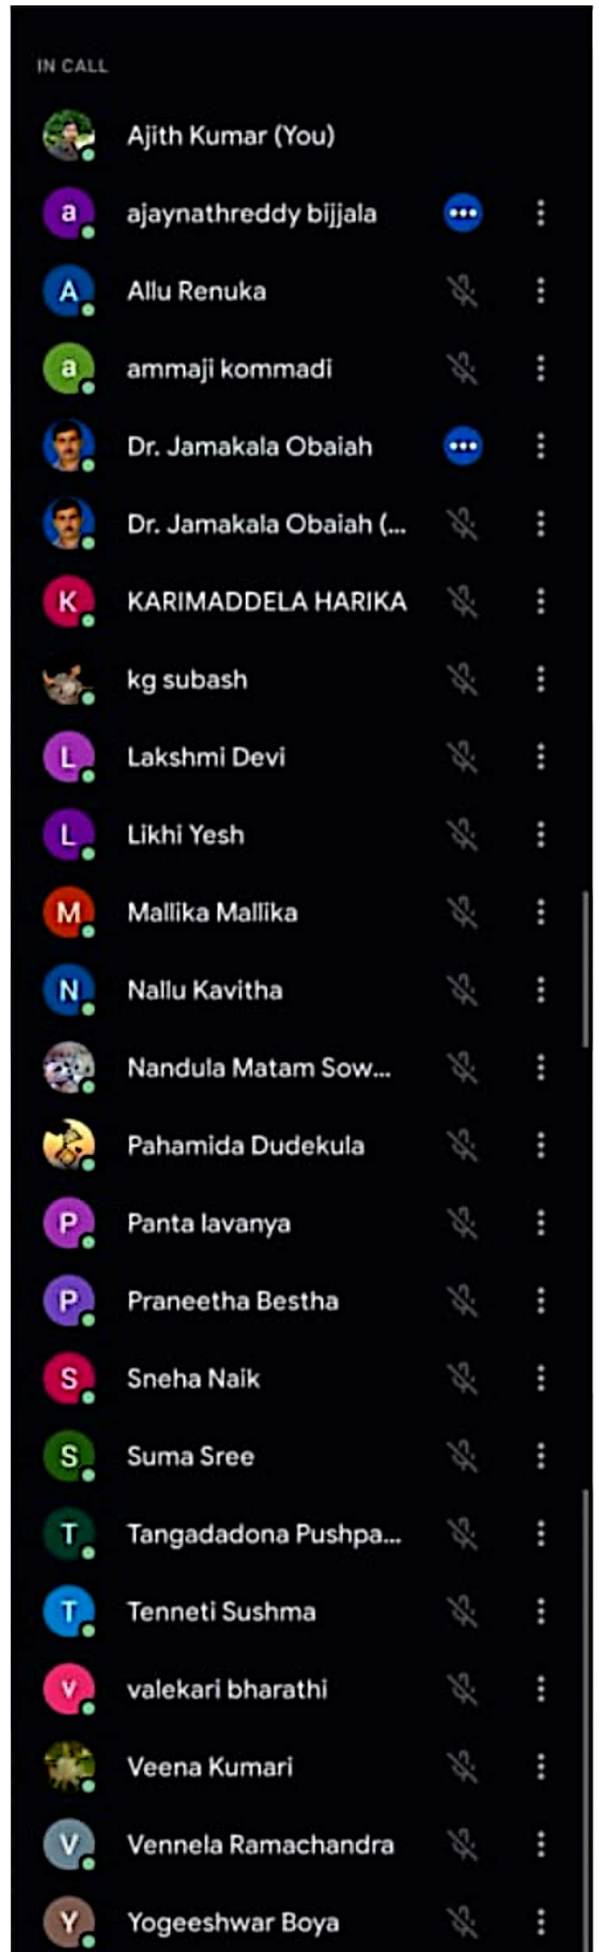 IN CALL
Ajith Kumar (You)
a ajaynathreddy bijjala
A Allu Renuka
a ammaji kommadi
Dr. Jamakala Obaiah
Dr. Jamakala Obaiah (...
K KARIMADDELA HARIKA
kg subash
L Lakshmi Devi
L Likhi Yesh
M Mallika Mallika
N Nallu Kavitha
Nandula Matam Sow...
Pahamida Dudekula
P Panta lavanya
P Praneetha Bestha
S Sneha Naik
S Suma Sree
T Tangadadona Pushpa...
T Tenneti Sushma
v valekari bharathi
Veena Kumari
V Vennela Ramachandra
Y Yogeeshwar Boya